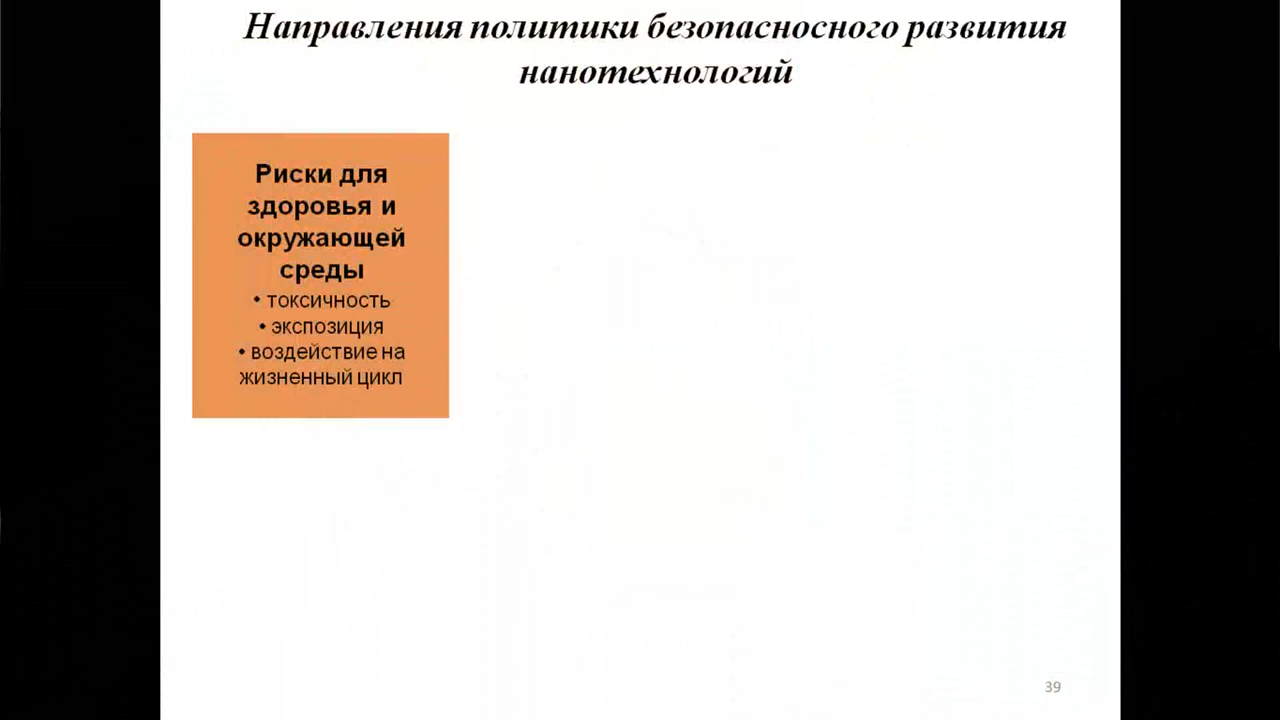 Направления политики безопасносного развития
нанотехнологий
Риски для
здоровья и
окружающей
среды
• токсичность
• экспозиция
• воздействие на
жизненный цикл
39